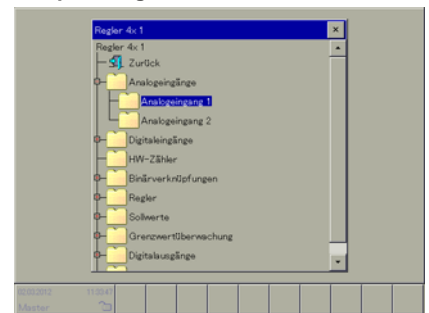 Regler 4x 1
Regler 4x 1
Zurück
Analogeingänge
Analogeingang 1
Analogeingang 2
Digitaleingänge
HW-Zähler
Binärverknüpfungen
Regler
Sollwerte
Grenzwertüberwachung
Digitalausgänge
Master